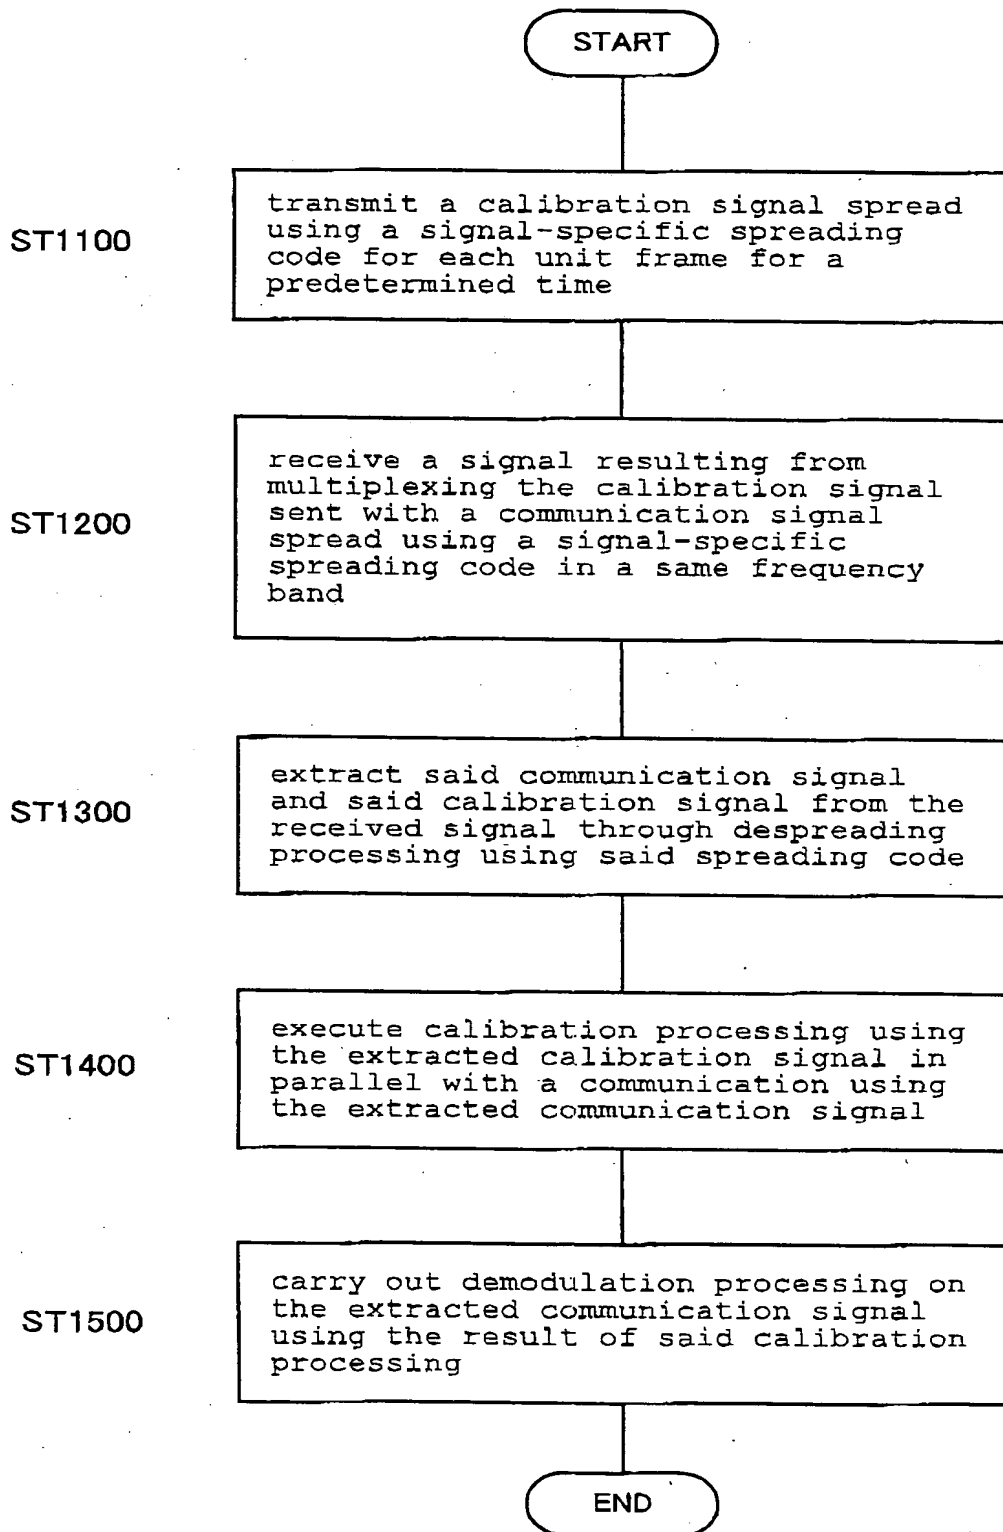 START
ST1100
transmit a calibration signal spread
using a signal-specific spreading
code for each unit frame for a
predetermined time
ST1200
receive a signal resulting from
multiplexing the calibration signal
sent with a communication signal
spread using a signal-specific
spreading code in a same frequency
band
ST1300
extract said communication signal
and said calibration signal from the
received signal through despreading
processing using said spreading code
ST1400
execute calibration processing using
the extracted calibration signal in
parallel with a communication using
the extracted communication signal
ST1500
carry out demodulation processing on
the extracted communication signal
using the result of said calibration
processing
END